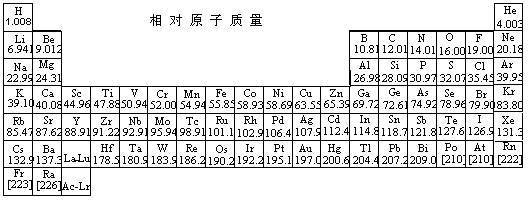 H He
相对原子质量
1.008 4.003
Li Be B C N O F Ne
6.941 9.012 10.81 12.01 14.01 16.00 19.00 20.18
Na Mg Al Si P S Cl Ar
22.99 24.31 26.98 28.09 30.97 32.07 35.45 39.95
K Ca Sc Ti V Cr Mn Fe Co Ni Cu Zn Ga Ge As Se Br Kr
39.10 40.08 44.96 47.88 50.94 52.00 54.94 55.85 58.93 58.69 63.55 65.39 69.72 72.61 74.92 78.96 79.90 83.80
Rb Sr Y Zr Nb Mo Tc Ru Rh Pd Ag Cd In Sn Sb Te I Xe
85.47 87.62 88.91 91.22 92.91 95.94 98.91 101.1 102.9 106.4 107.9 112.4 114.8 118.7 121.8 127.6 126.9 131.3
Cs Ba La-Lu Hf Ta W Re Os Ir Pt Au Hg Tl Pb Bi Po At Rn
132.9 137.3 178.5 180.9 183.9 186.2 190.2 192.2 195.1 197.0 200.6 204.4 207.2 209.0 [210] [210] [222]
Fr Ra Ac-Lr
[223] [226]